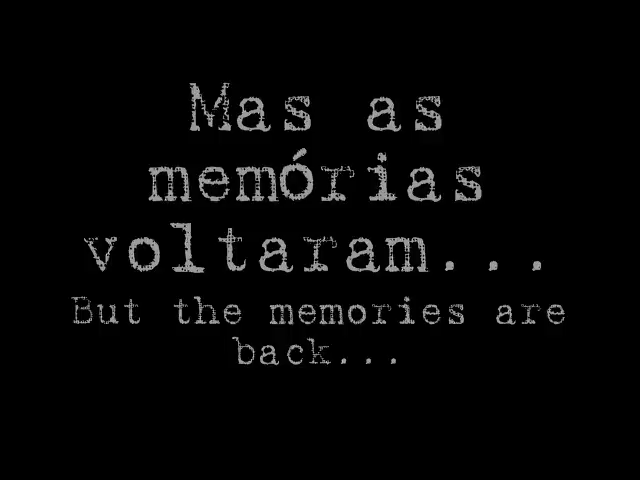 Mas as
memórias
voltaram...
But the memories are
back...